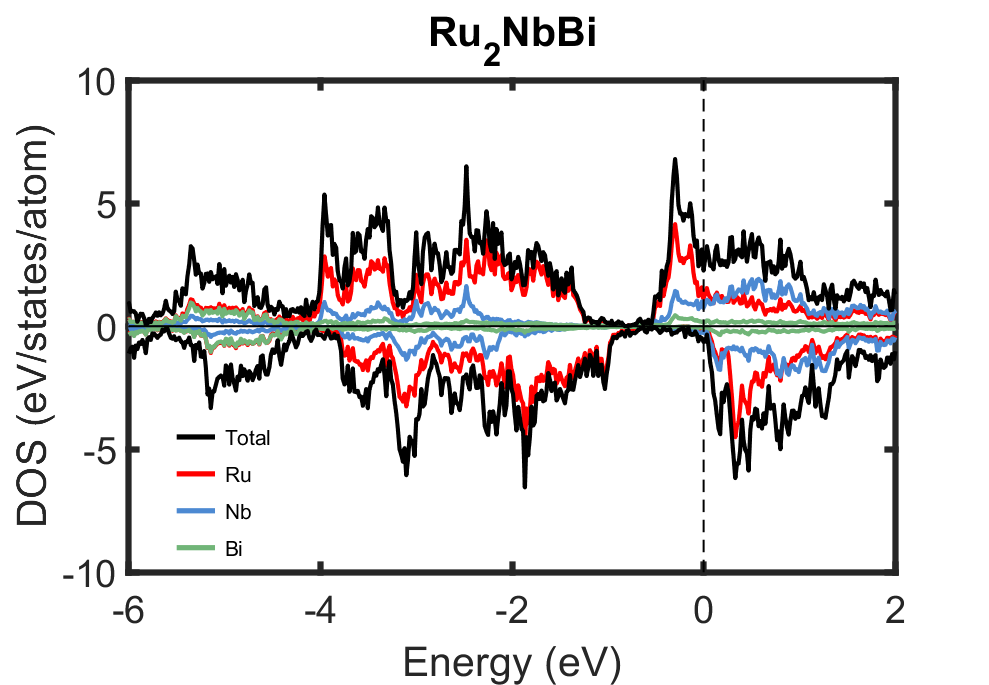 Ru2NbBi
10
5
0
-5
-10
DOS (eV/states/atom)
Total
Ru
Nb
Bi
-6 -4 -2 0 2
Energy (eV)